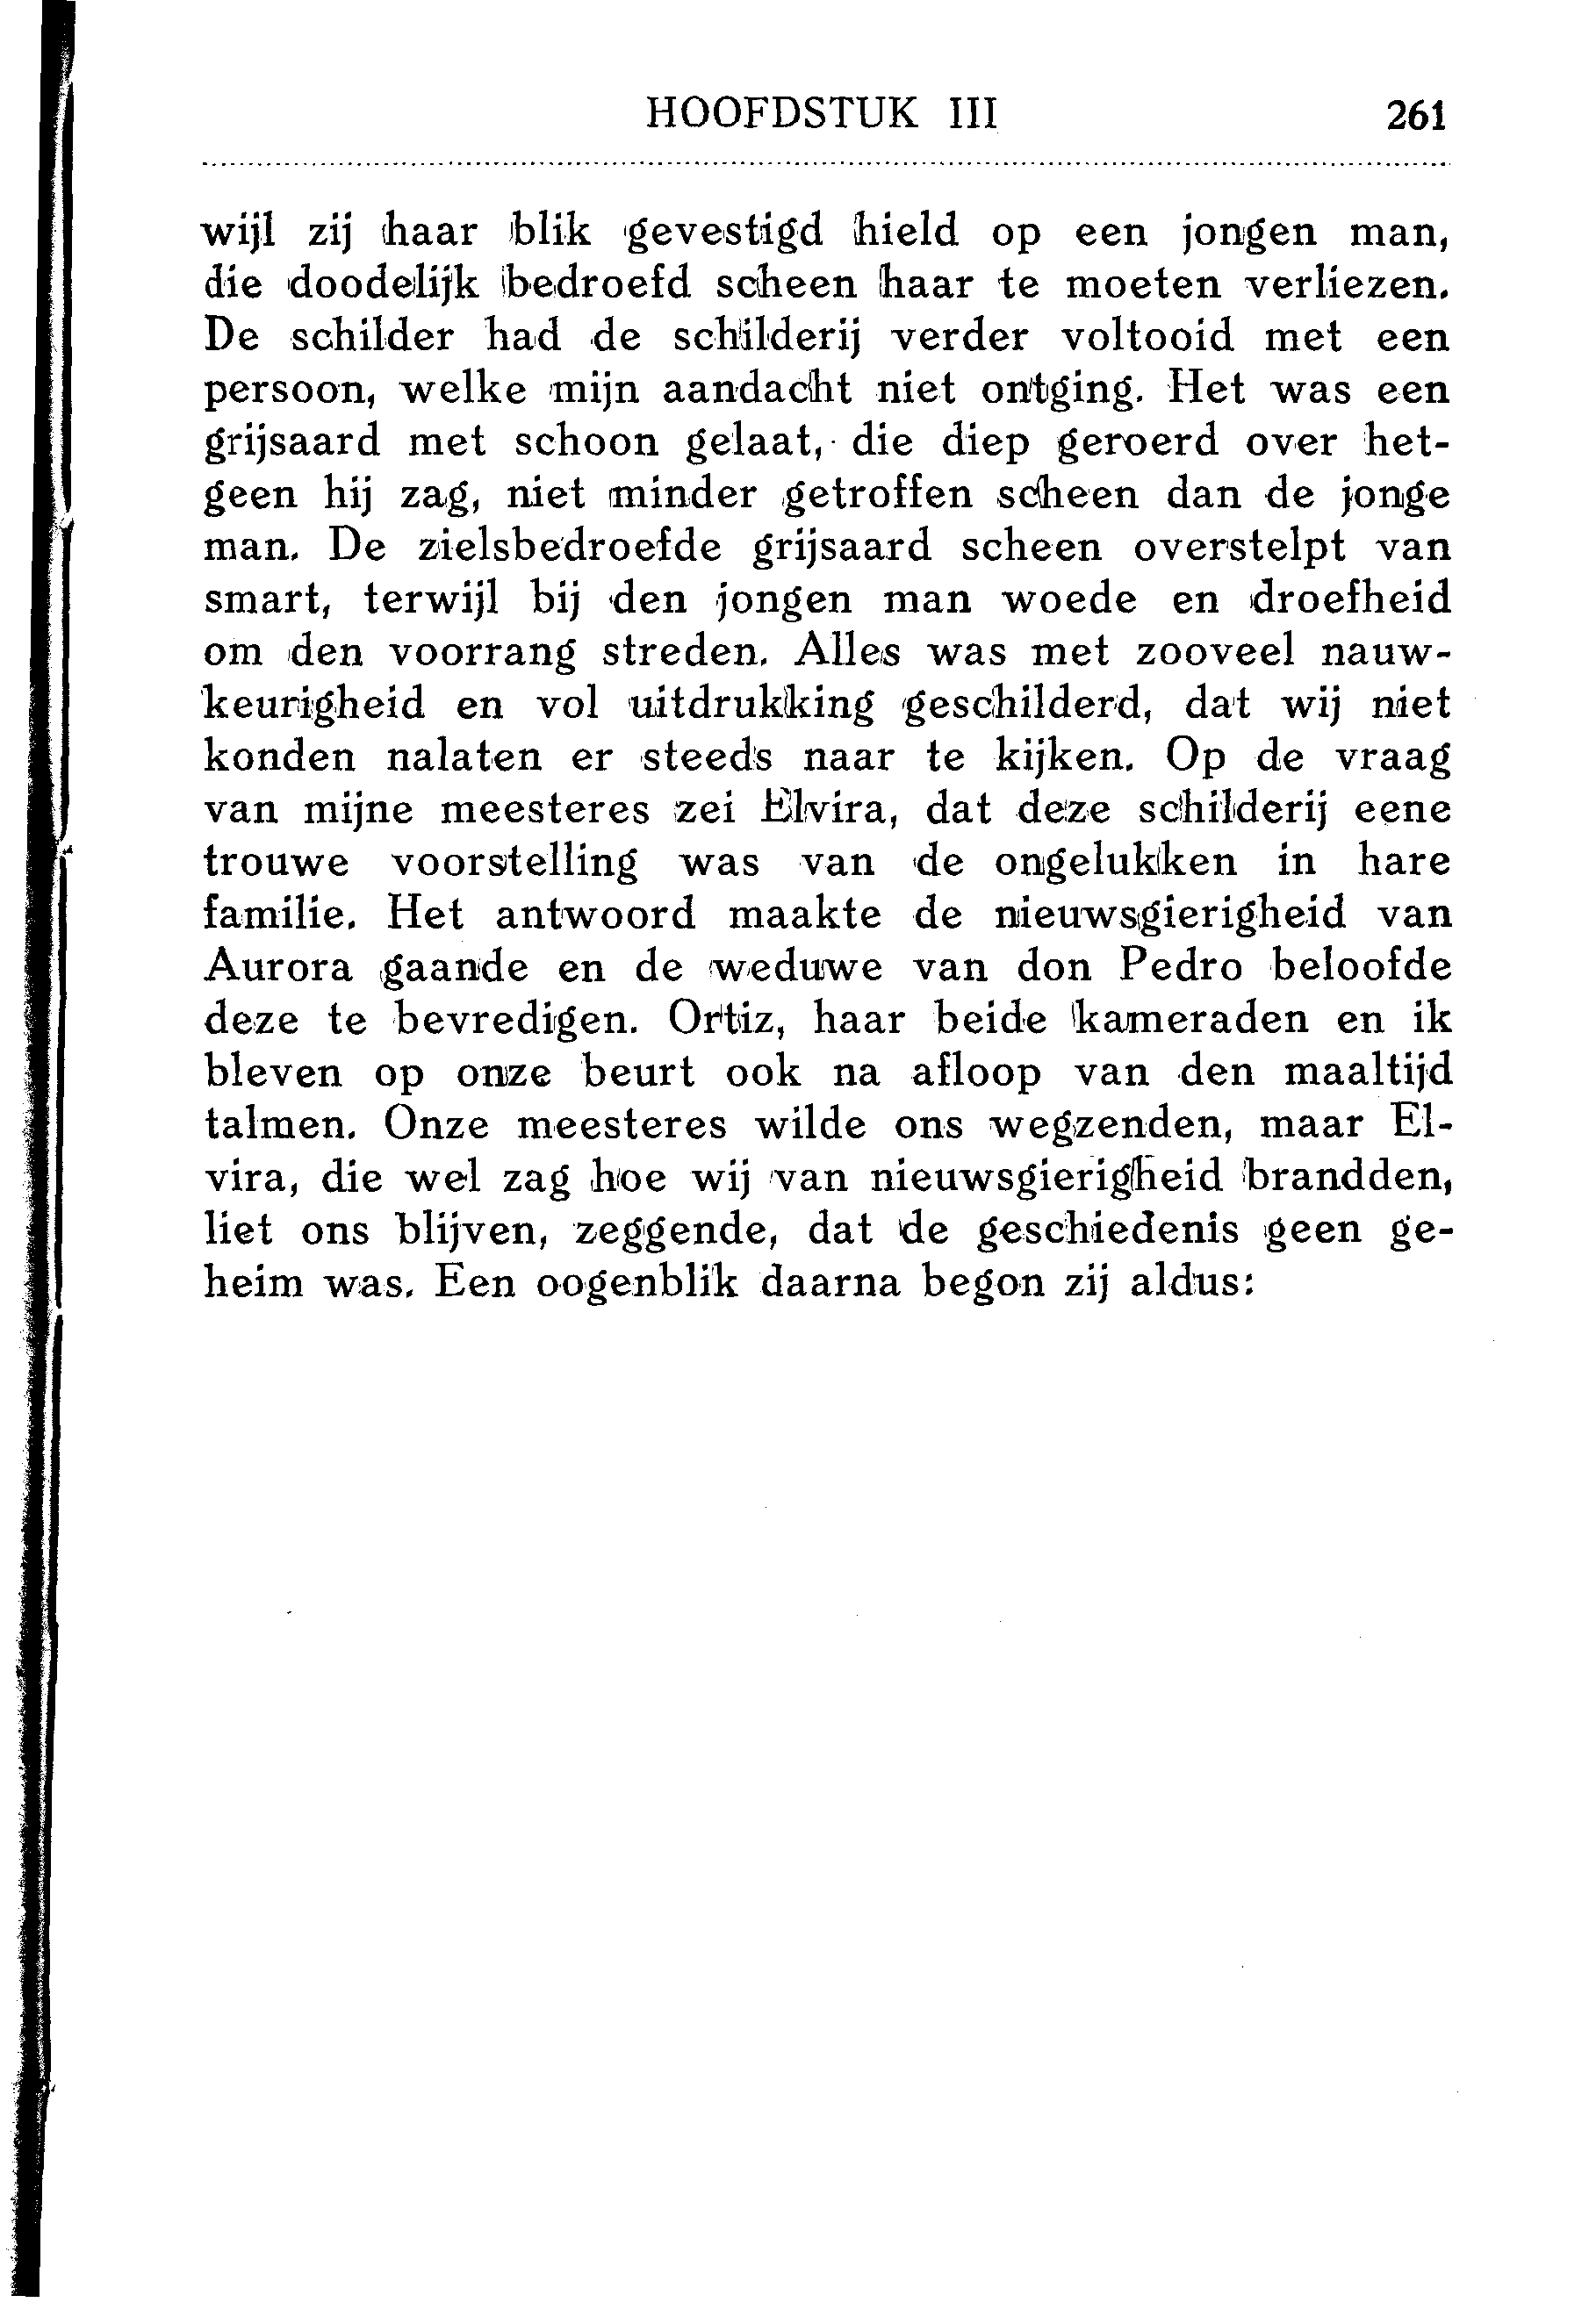 HOOFDSTUK III 261
wijl zij haar blik gevestigd hield op een jongen man,
die doodelijk bedroefd scheen haar te moeten verliezen.
De schilder had de schilderij verder voltooid met een
persoon, welke mijn aandacht niet ontging. Het was een
grijsaard met schoon gelaat, die diep geroerd over het-
geen hij zag, niet minder getroffen scheen dan de jonge
man. De zielsbedroefde grijsaard scheen overstelpt van
smart, terwijl bij den jongen man woede en droefheid
om den voorrang streden. Alles was met zooveel nauw-
keurigheid en vol uitdrukking geschilderd, dat wij niet
konden nalaten er steeds naar te kijken. Op de vraag
van mijne meesteres zei Elvira, dat deze schilderij eene
trouwe voorstelling was van de ongelukken in hare
familie. Het antwoord maakte de nieuwsgierigheid van
Aurora gaande en de weduwe van don Pedro beloofde
deze te bevredigen. Ortiz, haar beide kameraden en ik
bleven op onze beurt ook na afloop van den maaltijd
talmen. Onze meesteres wilde ons wegzenden, maar El-
vira, die wel zag hoe wij van nieuwsgierigheid brandden,
liet ons blijven, zeggende, dat de geschiedenis geen ge-
heim was. Een oogenblik daarna begon zij aldus: